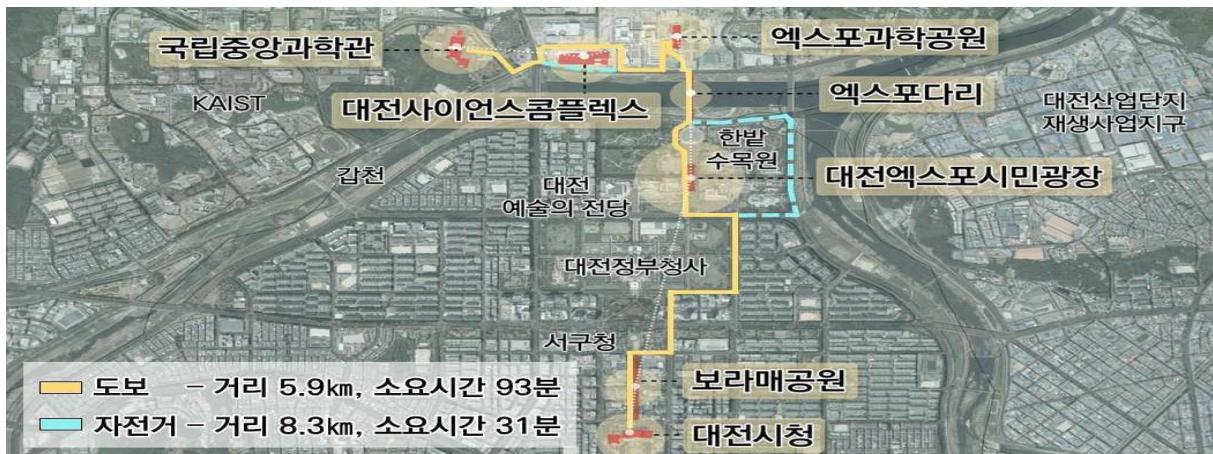 국립중앙과학관
엑스포과학공원
KAIST
대전사이언스콤플렉스
엑스포다리
대전산업단지
재생사업지구
한밭
수목원
갑천
대전
예술의 전당
대전엑스포시민광장
대전정부청사
서구청
보라매공원
대전시청
도보 – 거리 5.9㎞, 소요시간 93분
자전거 – 거리 8.3㎞, 소요시간 31분